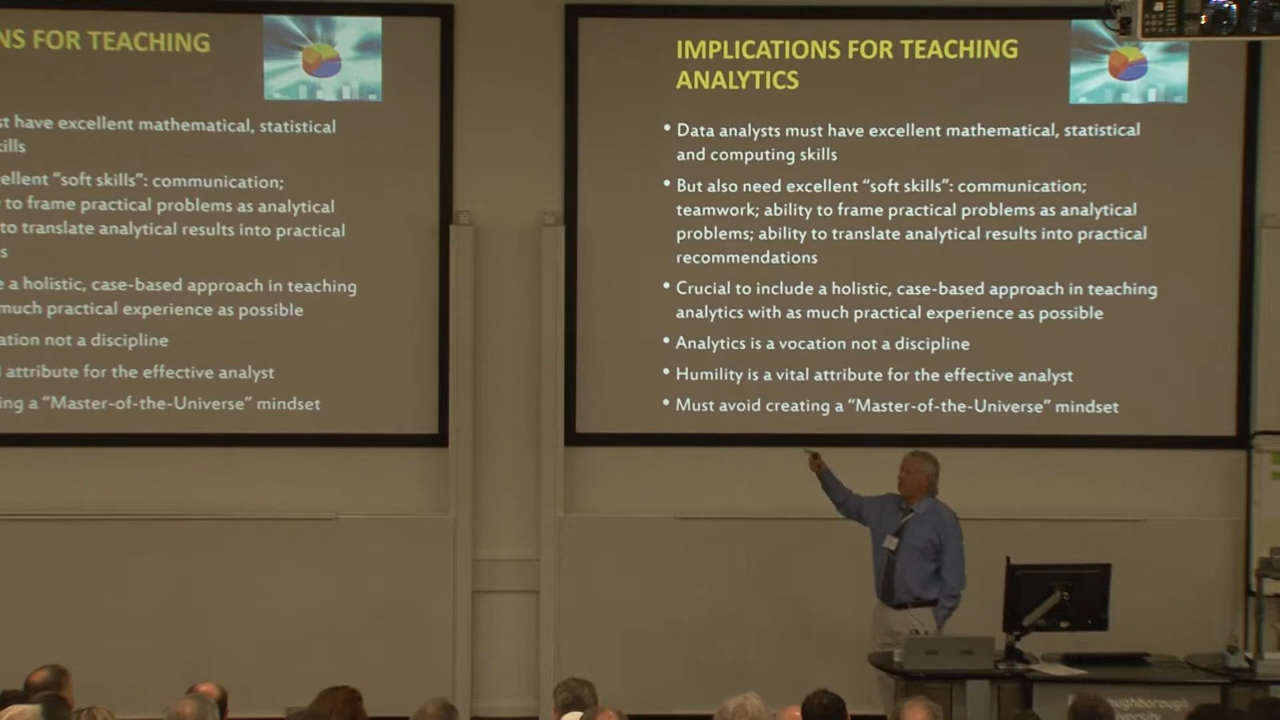 NS FOR TEACHING
have excellent mathematical, statistical
"soft skills": communication;
to frame practical problems as analytical
to translate analytical results into practical
a holistic, case-based approach in teaching
much practical experience as possible
not a discipline
attribute for the effective analyst
a "Master-of-the-Universe" mindset
IMPLICATIONS FOR TEACHING
ANALYTICS
• Data analysts must have excellent mathematical, statistical
and computing skills
• But also need excellent "soft skills": communication;
teamwork; ability to frame practical problems as analytical
problems; ability to translate analytical results into practical
recommendations
• Crucial to include a holistic, case-based approach in teaching
analytics with as much practical experience as possible
• Analytics is a vocation not a discipline
• Humility is a vital attribute for the effective analyst
• Must avoid creating a "Master-of-the-Universe" mindset